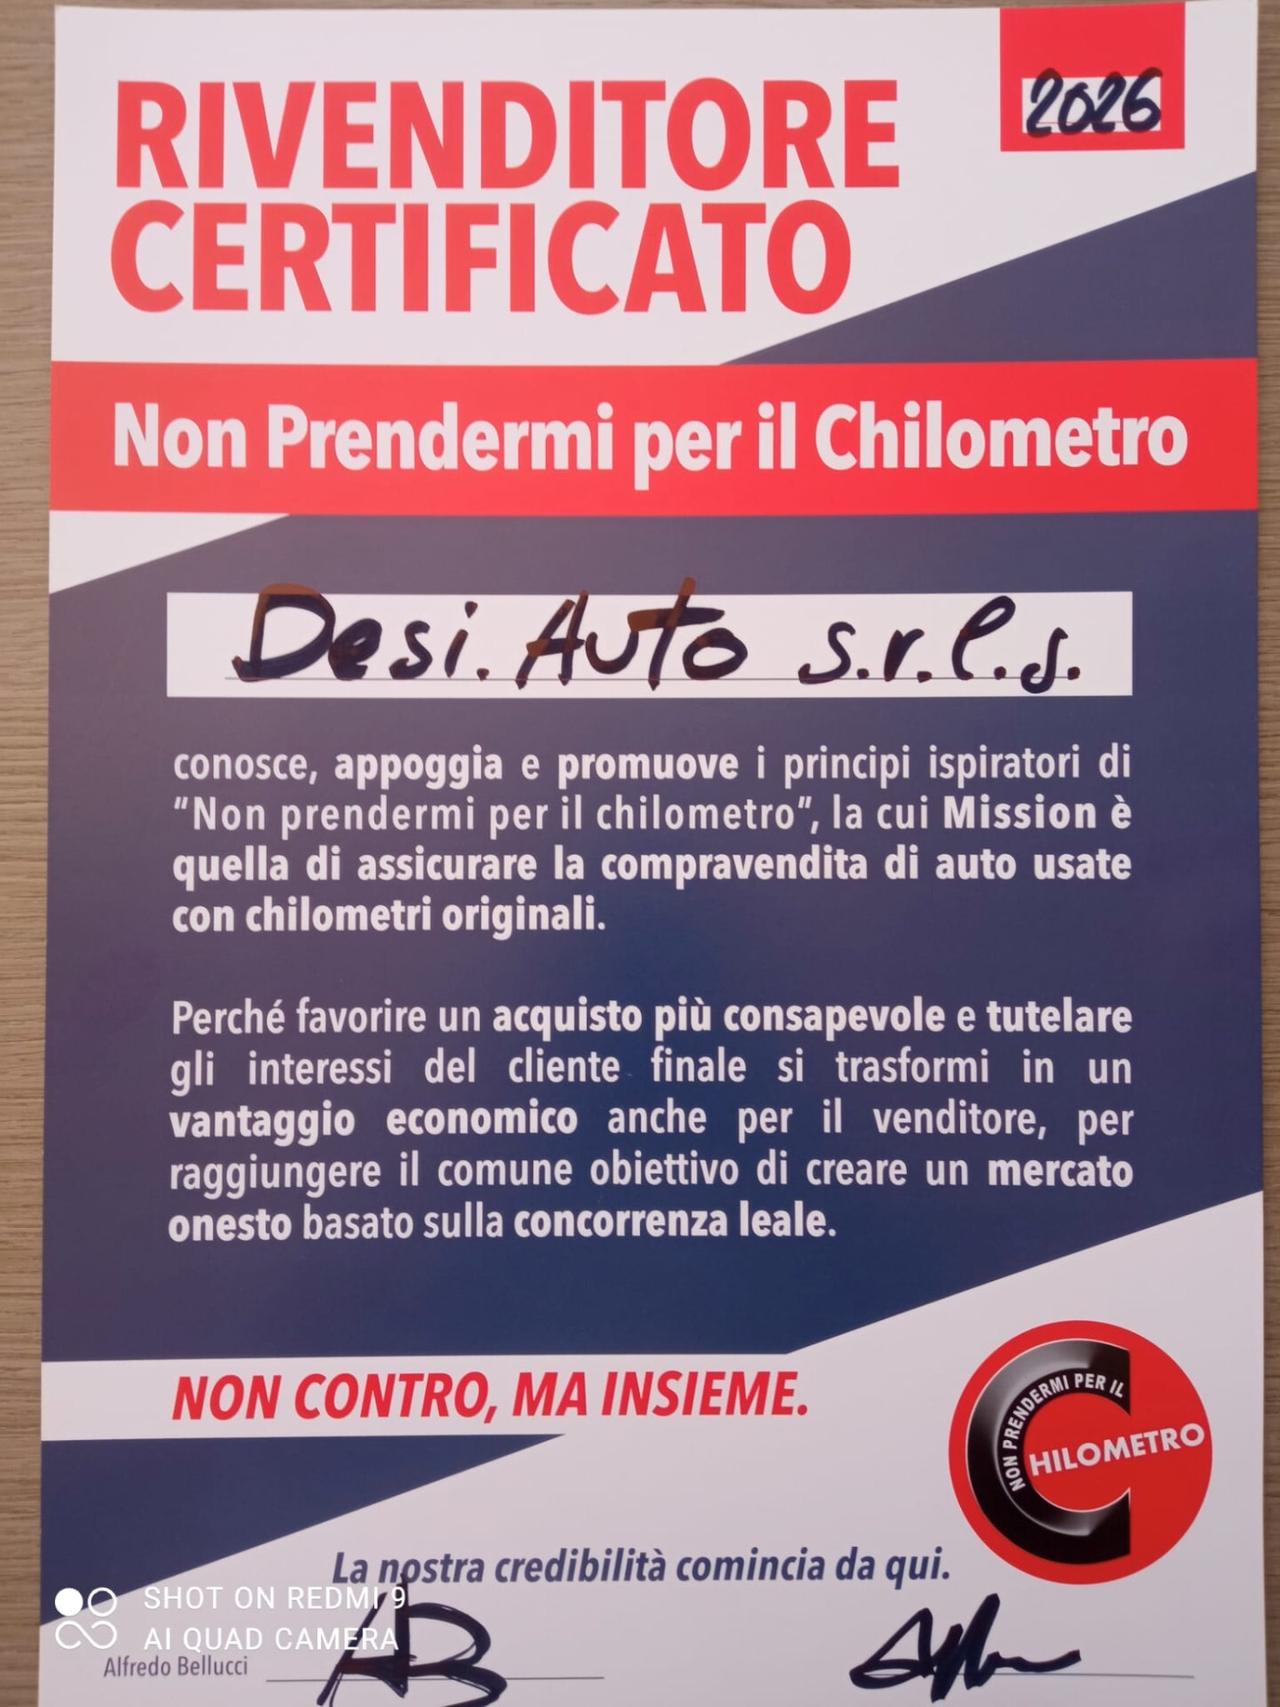 2026
RIVENDITORE
CERTIFICATO
Non Prendermi per il Chilometro
Desi. Auto s.r.l.s.
conosce, appoggia e promuove i principi ispiratori di
"Non prendermi per il chilometro", la cui Mission è
quella di assicurare la compravendita di auto usate
con chilometri originali.
Perché favorire un acquisto più consapevole e tutelare
gli interessi del cliente finale si trasformi in un
vantaggio economico anche per il venditore, per
raggiungere il comune obiettivo di creare un mercato
onesto basato sulla concorrenza leale.
NON CONTRO, MA INSIEME.
NON PRENDERMI PER IL
CHILOMETRO
La nostra credibilità comincia da qui.
SHOT ON REDMI 9
AI QUAD CAMERA
Alfredo Bellucci